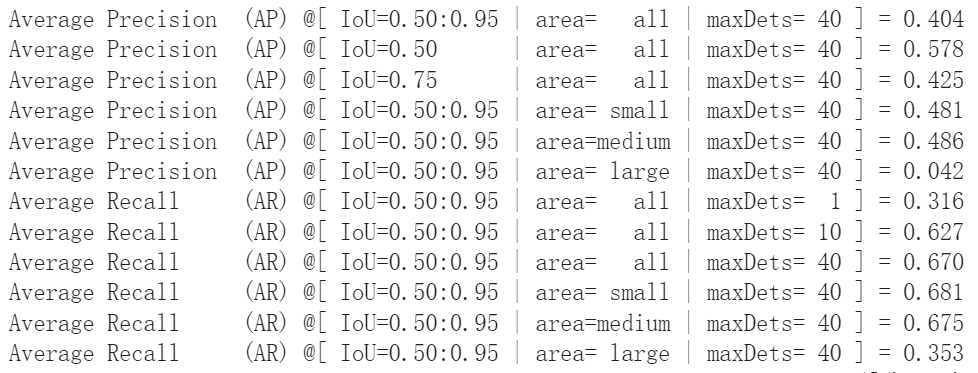 Average Precision  (AP) @[ IoU=0.50:0.95 | area=   all | maxDets= 40 ] = 0.404
Average Precision  (AP) @[ IoU=0.50      | area=   all | maxDets= 40 ] = 0.578
Average Precision  (AP) @[ IoU=0.75      | area=   all | maxDets= 40 ] = 0.425
Average Precision  (AP) @[ IoU=0.50:0.95 | area= small | maxDets= 40 ] = 0.481
Average Precision  (AP) @[ IoU=0.50:0.95 | area=medium | maxDets= 40 ] = 0.486
Average Precision  (AP) @[ IoU=0.50:0.95 | area= large | maxDets= 40 ] = 0.042
Average Recall     (AR) @[ IoU=0.50:0.95 | area=   all | maxDets=  1 ] = 0.316
Average Recall     (AR) @[ IoU=0.50:0.95 | area=   all | maxDets= 10 ] = 0.627
Average Recall     (AR) @[ IoU=0.50:0.95 | area=   all | maxDets= 40 ] = 0.670
Average Recall     (AR) @[ IoU=0.50:0.95 | area= small | maxDets= 40 ] = 0.681
Average Recall     (AR) @[ IoU=0.50:0.95 | area=medium | maxDets= 40 ] = 0.675
Average Recall     (AR) @[ IoU=0.50:0.95 | area= large | maxDets= 40 ] = 0.353